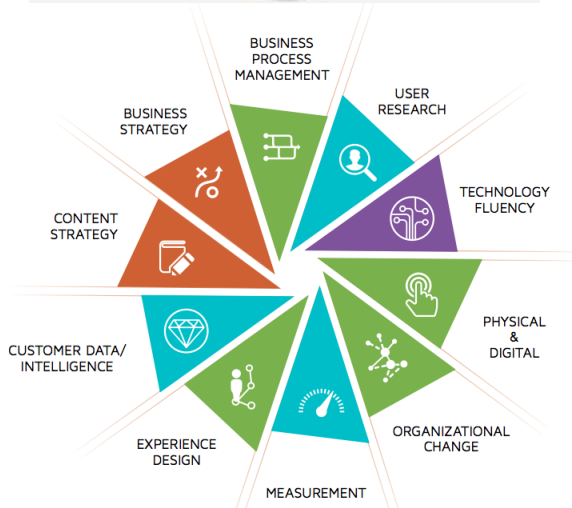 BUSINESS
PROCESS
MANAGEMENT
USER
RESEARCH
TECHNOLOGY
FLUENCY
PHYSICAL
&
DIGITAL
ORGANIZATIONAL
CHANGE
MEASUREMENT
EXPERIENCE
DESIGN
CUSTOMER DATA/
INTELLIGENCE
CONTENT
STRATEGY
BUSINESS
STRATEGY